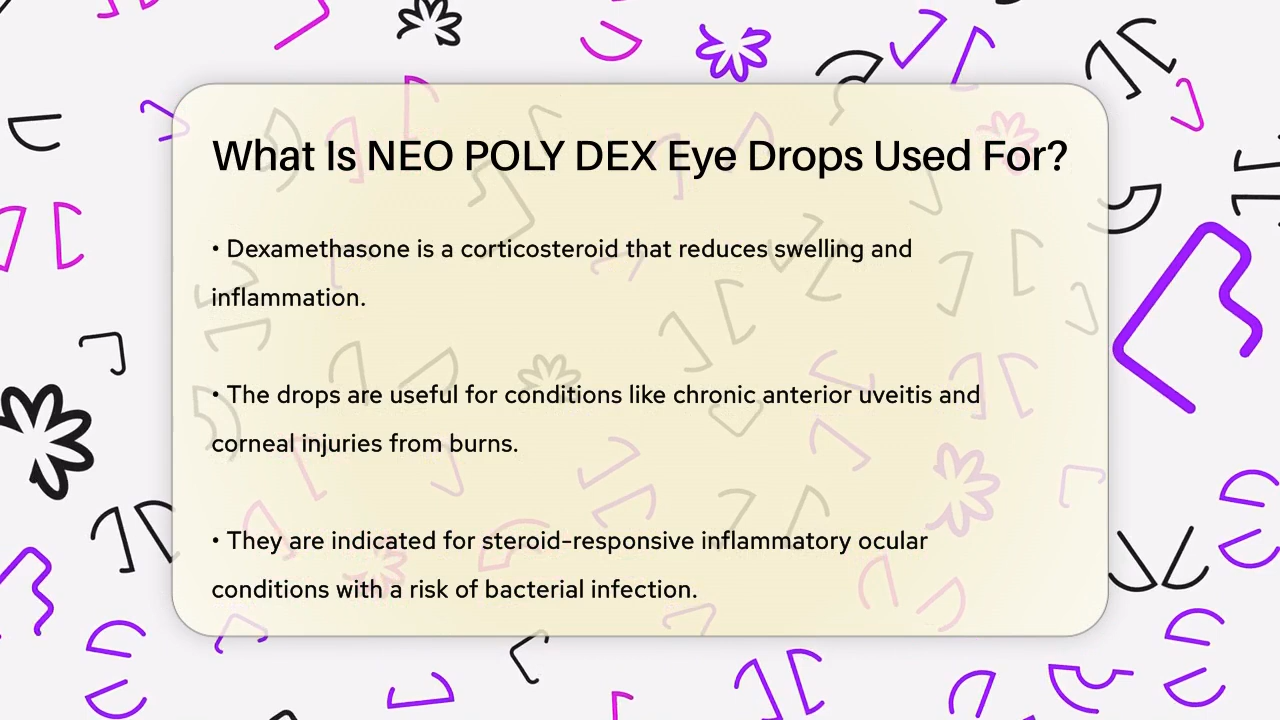 What Is NEO POLY DEX Eye Drops Used For?
• Dexamethasone is a corticosteroid that reduces swelling and
inflammation.
• The drops are useful for conditions like chronic anterior uveitis and
corneal injuries from burns.
• They are indicated for steroid-responsive inflammatory ocular
conditions with a risk of bacterial infection.